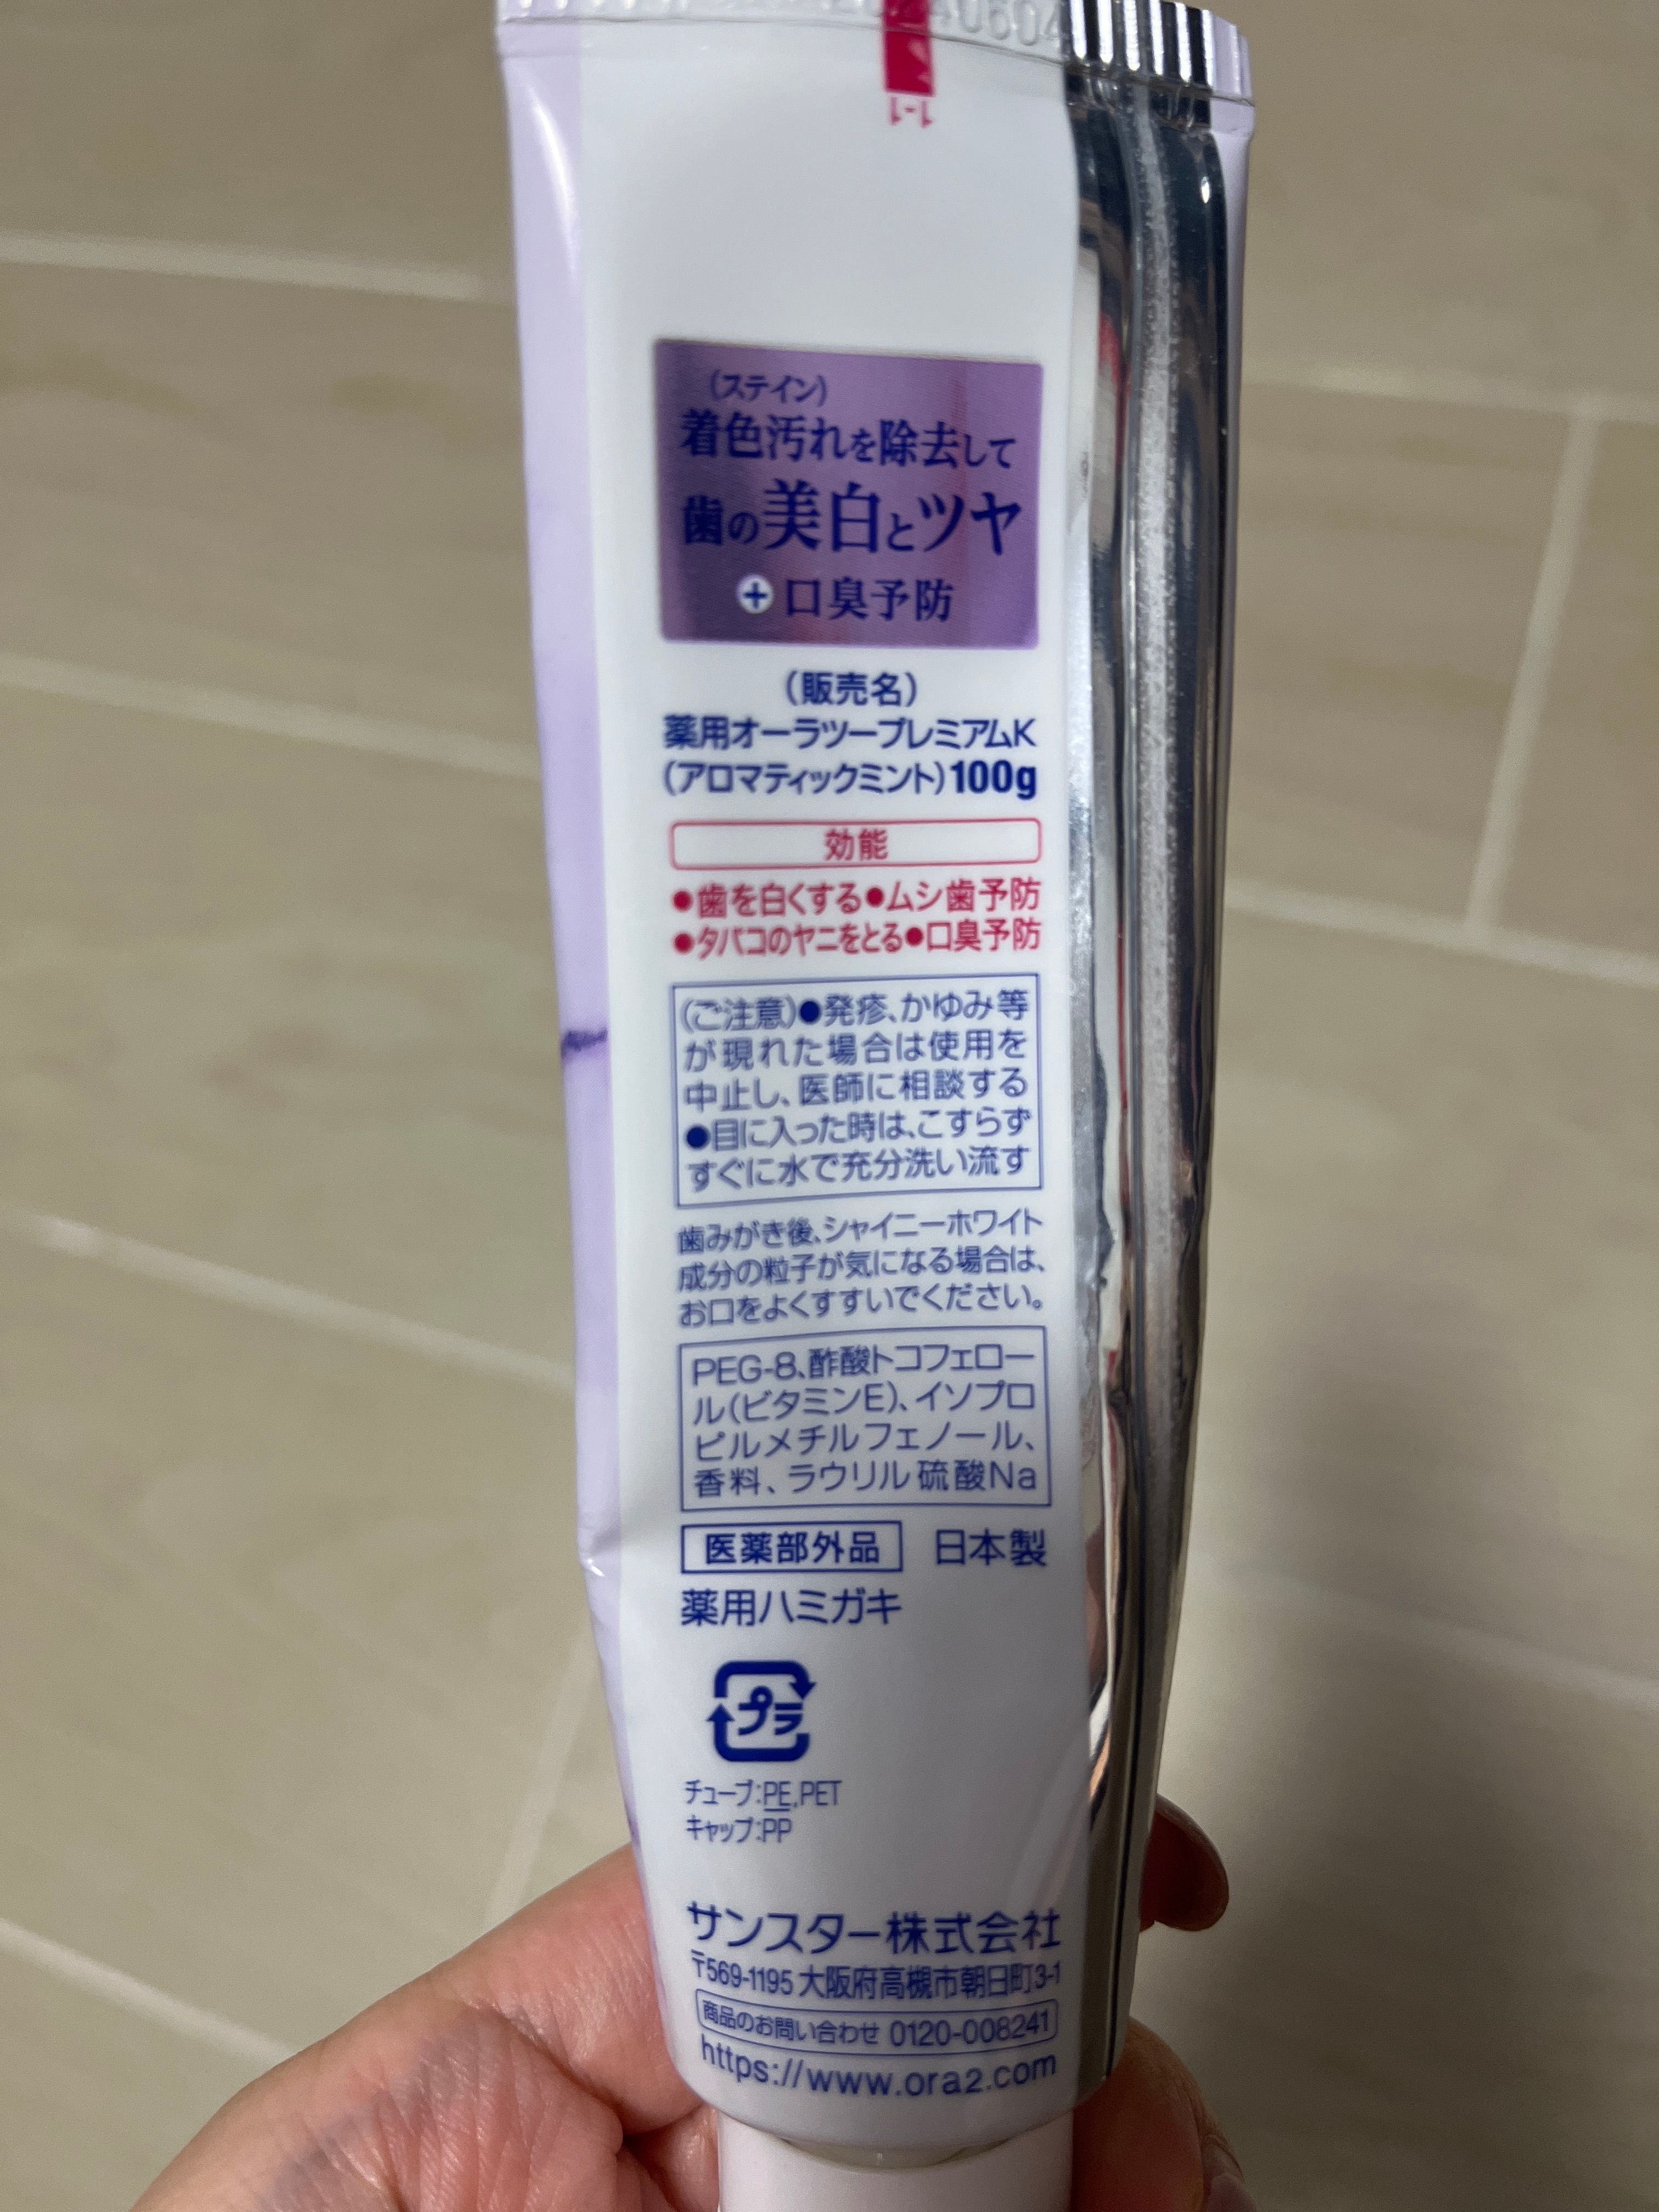 1-1
(ステイン)
着色汚れを除去して
歯の美白とツヤ
+口臭予防
(販売名)
薬用オーラツープレミアムK
(アロマティックミント)100g
効能
●歯を白くする●ムシ歯予防
●タバコのヤニをとる●口臭予防
(ご注意)●発疹、かゆみ等
が現れた場合は使用を
中止し、医師に相談する
●目に入った時は、こすらず
すぐに水で充分洗い流す
歯みがき後、シャイニーホワイト
成分の粒子が気になる場合は、
お口をよくすすいでください。
PEG-8、酢酸トコフェロー
ル(ビタミンE)、イソプロ
ピルメチルフェノール、
香料、ラウリル硫酸Na
医薬部外品 日本製
薬用ハミガキ
プラ
チューブ:PE,PET
キャップ:PP
サンスター株式会社
〒569-1195 大阪府高槻市朝日町3-1
商品のお問い合わせ 0120-008241
https://www.ora2.com